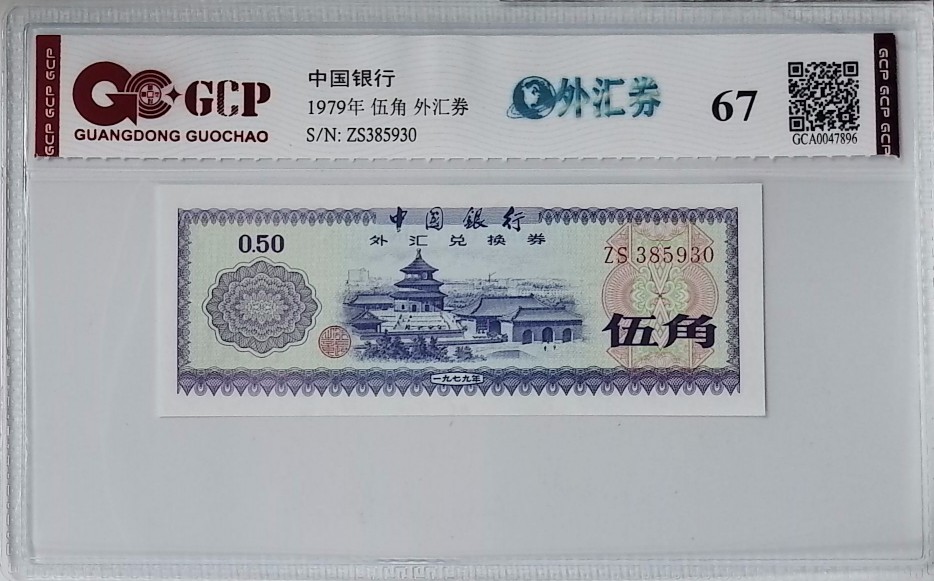 GCP GCP GCP
GCP
GUANGDONG GUOCHAO
中国银行
1979年 伍角 外汇券
S/N: ZS385930
外汇券
67
GCA0047896
GCP GCP GCP
中国銀行
外汇兑换券
0.50
ZS 385930
伍角
一九七九年